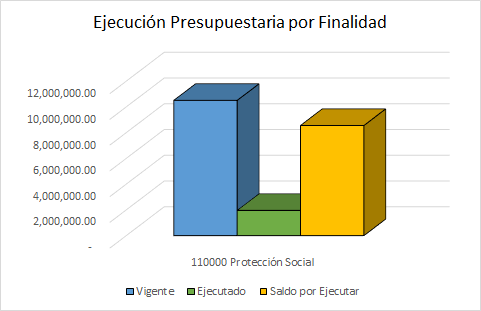 Ejecución Presupuestaria por Finalidad
12,000,000.00
10,000,000.00
8,000,000.00
6,000,000.00
4,000,000.00
2,000,000.00
-
110000 Protección Social
Vigente
Ejecutado
Saldo por Ejecutar